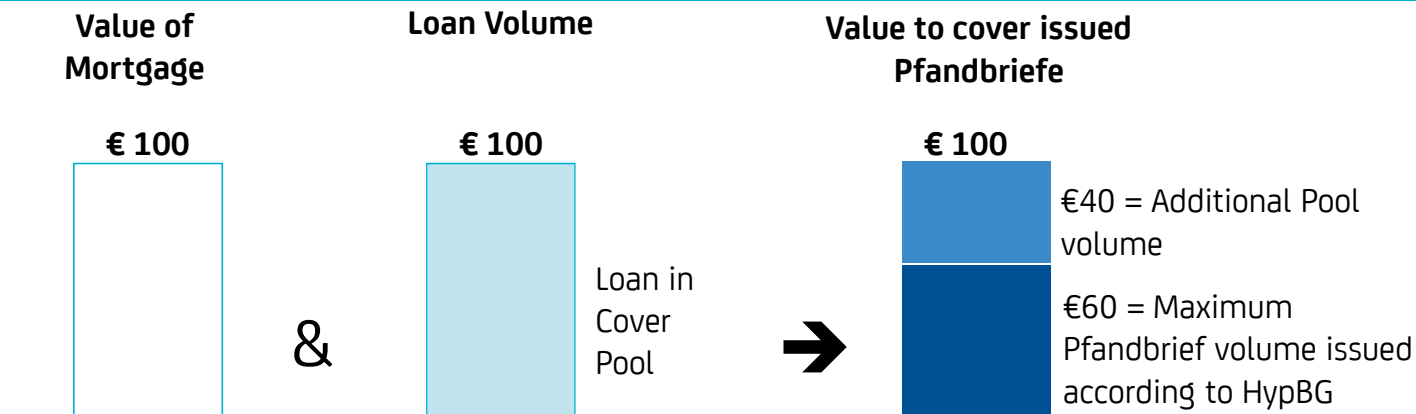 Value of
Mortgage
Loan Volume
Value to cover issued
Pfandbriefe
€ 100
€ 100
€ 100
&
Loan in
Cover
Pool
➔
€40 = Additional Pool
volume
€60 = Maximum
Pfandbrief volume issued
according to HypBG